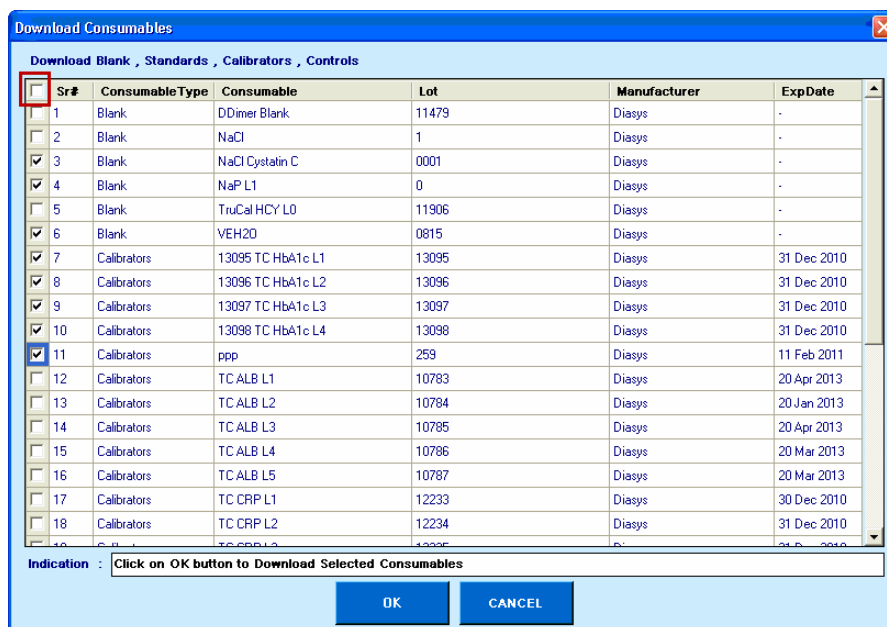 Download Consumables
Download Blank , Standards , Calibrators , Controls
Sr# ConsumableType Consumable Lot Manufacturer ExpDate
1 Blank DDimer Blank 11479 Diasys -
2 Blank NaCl 1 Diasys -
3 Blank NaCl Cystatin C 0001 Diasys -
4 Blank NaP L1 0 Diasys -
5 Blank TruCal HCY L0 11906 Diasys -
6 Blank VEH2O 0815 Diasys -
7 Calibrators 13095 TC HbA1c L1 13095 Diasys 31 Dec 2010
8 Calibrators 13096 TC HbA1c L2 13096 Diasys 31 Dec 2010
9 Calibrators 13097 TC HbA1c L3 13097 Diasys 31 Dec 2010
10 Calibrators 13098 TC HbA1c L4 13098 Diasys 31 Dec 2010
11 Calibrators ppp 259 Diasys 11 Feb 2011
12 Calibrators TC ALB L1 10783 Diasys 20 Apr 2013
13 Calibrators TC ALB L2 10784 Diasys 20 Jan 2013
14 Calibrators TC ALB L3 10785 Diasys 20 Apr 2013
15 Calibrators TC ALB L4 10786 Diasys 20 Mar 2013
16 Calibrators TC ALB L5 10787 Diasys 20 Mar 2013
17 Calibrators TC CRP L1 12233 Diasys 30 Dec 2010
18 Calibrators TC CRP L2 12234 Diasys 31 Dec 2010
Indication : Click on OK button to Download Selected Consumables
OK CANCEL